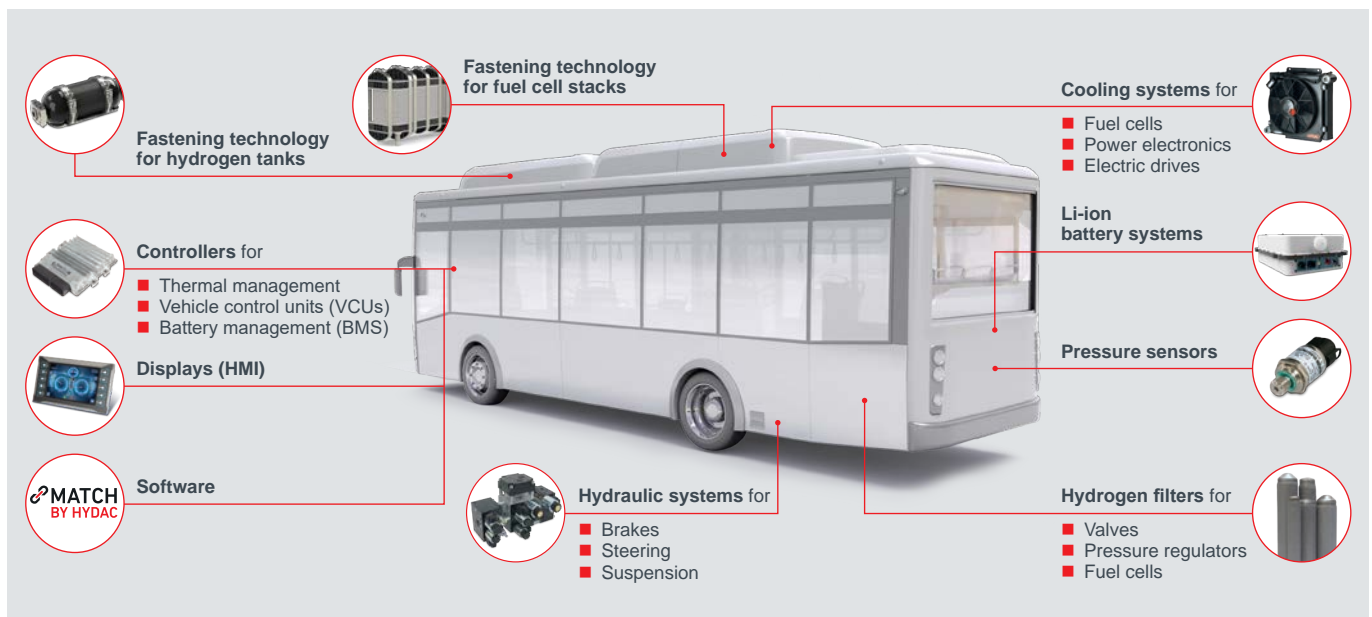 Fastening technology
for hydrogen tanks
Fastening technology
for fuel cell stacks
Cooling systems for
Fuel cells
Power electronics
Electric drives
Controllers for
Thermal management
Vehicle control units (VCUs)
Battery management (BMS)
Li-ion
battery systems
Displays (HMI)
Pressure sensors
Software
MATCH
BY HYDAC
Hydraulic systems for
Brakes
Steering
Suspension
Hydrogen filters for
Valves
Pressure regulators
Fuel cells